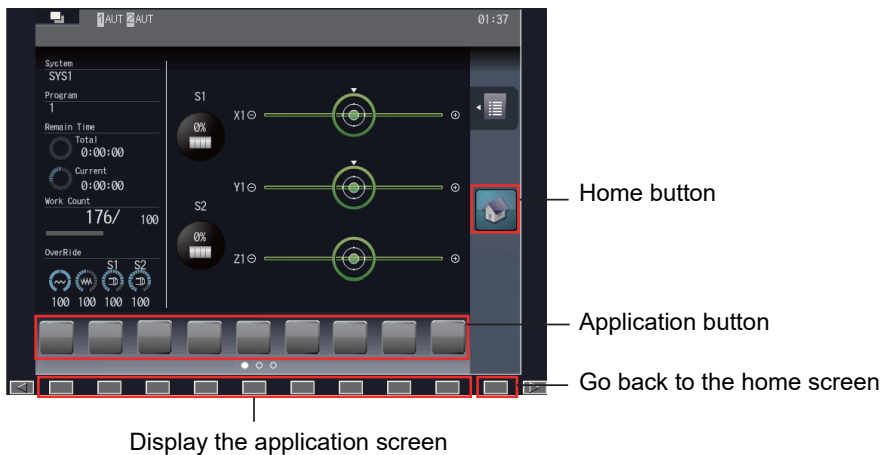 1AUT 2AUT
01:37
System
SYS1
Program
1
Remain Time
Total
0:00:00
Current
0:00:00
Work Count
176/ 100
OverRide
S1 S2
100 100 100 100
S1
0%
S2
0%
X1
Y1
Z1
Home button
Application button
Go back to the home screen
Display the application screen